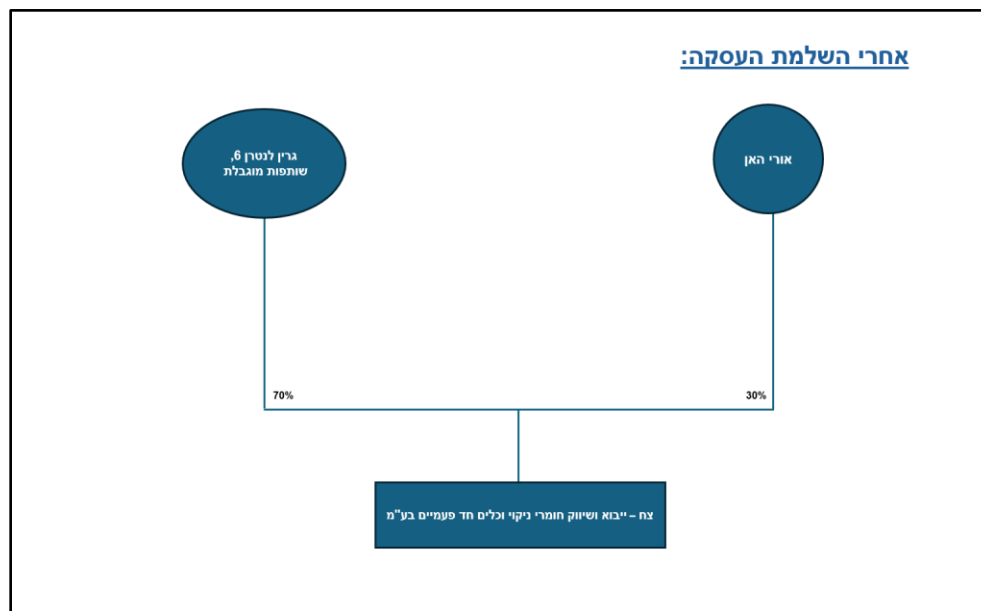 אחרי השלמת העסקה:
אורי האן
גרין לנטרן 6,
שותפות מוגבלת
30%
70%
צח – ייבוא ושיווק חומרי ניקוי וכלים חד פעמיים בע"מ